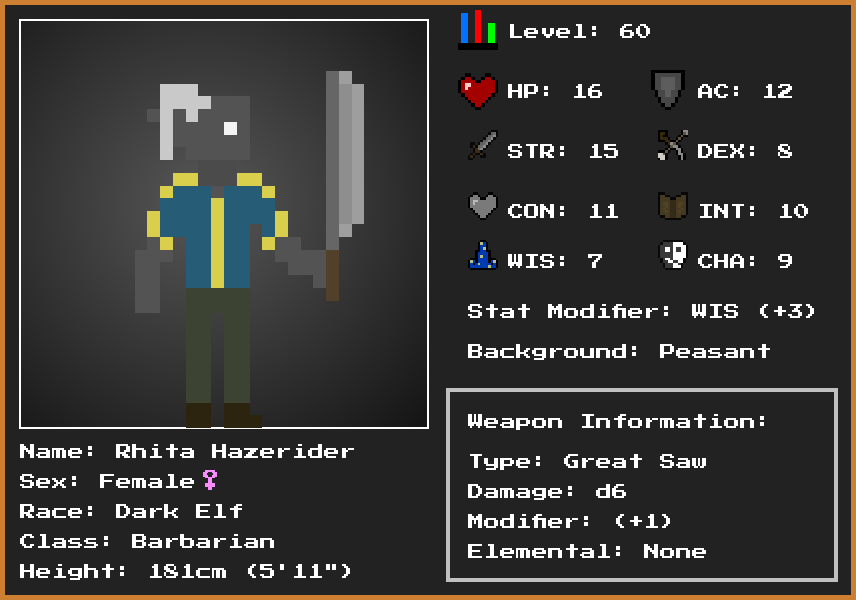 Level: 60
HP: 16
AC: 12
STR: 15
DEX: 8
CON: 11
INT: 10
WIS: 7
CHA: 9
Stat Modifier: WIS (+3)
Background: Peasant
Weapon Information:
Type: Great Saw
Damage: d6
Modifier: (+1)
Elemental: None
Name: Rhita Hazerider
Sex: Female♀
Race: Dark Elf
Class: Barbarian
Height: 181cm (5'11")